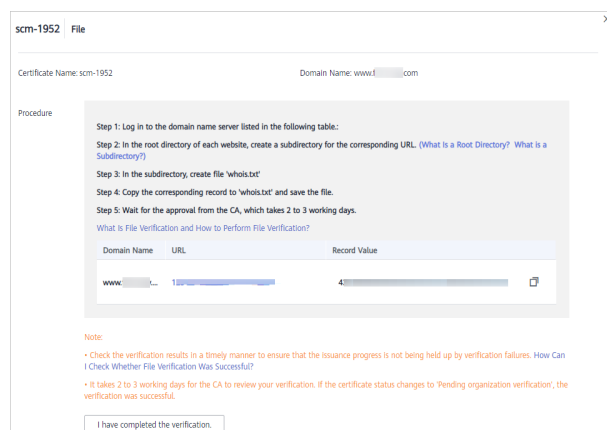 scm-1952 File
Certificate Name: scm-1952 Domain Name: www.f com
Procedure
Step 1: Log in to the domain name server listed in the following table.:
Step 2: In the root directory of each website, create a subdirectory for the corresponding URL. (What Is a Root Directory? What is a
Subdirectory?)
Step 3: In the subdirectory, create file 'whois.txt'
Step 4: Copy the corresponding record to 'whois.txt' and save the file.
Step 5: Wait for the approval from the CA, which takes 2 to 3 working days.
What Is File Verification and How to Perform File Verification?
Domain Name URL Record Value
www.
Note:
• Check the verification results in a timely manner to ensure that the issuance progress is not being held up by verification failures. How Can
I Check Whether File Verification Was Successful?
• It takes 2 to 3 working days for the CA to review your verification. If the certificate status changes to 'Pending organization verification', the
verification was successful.
I have completed the verification.